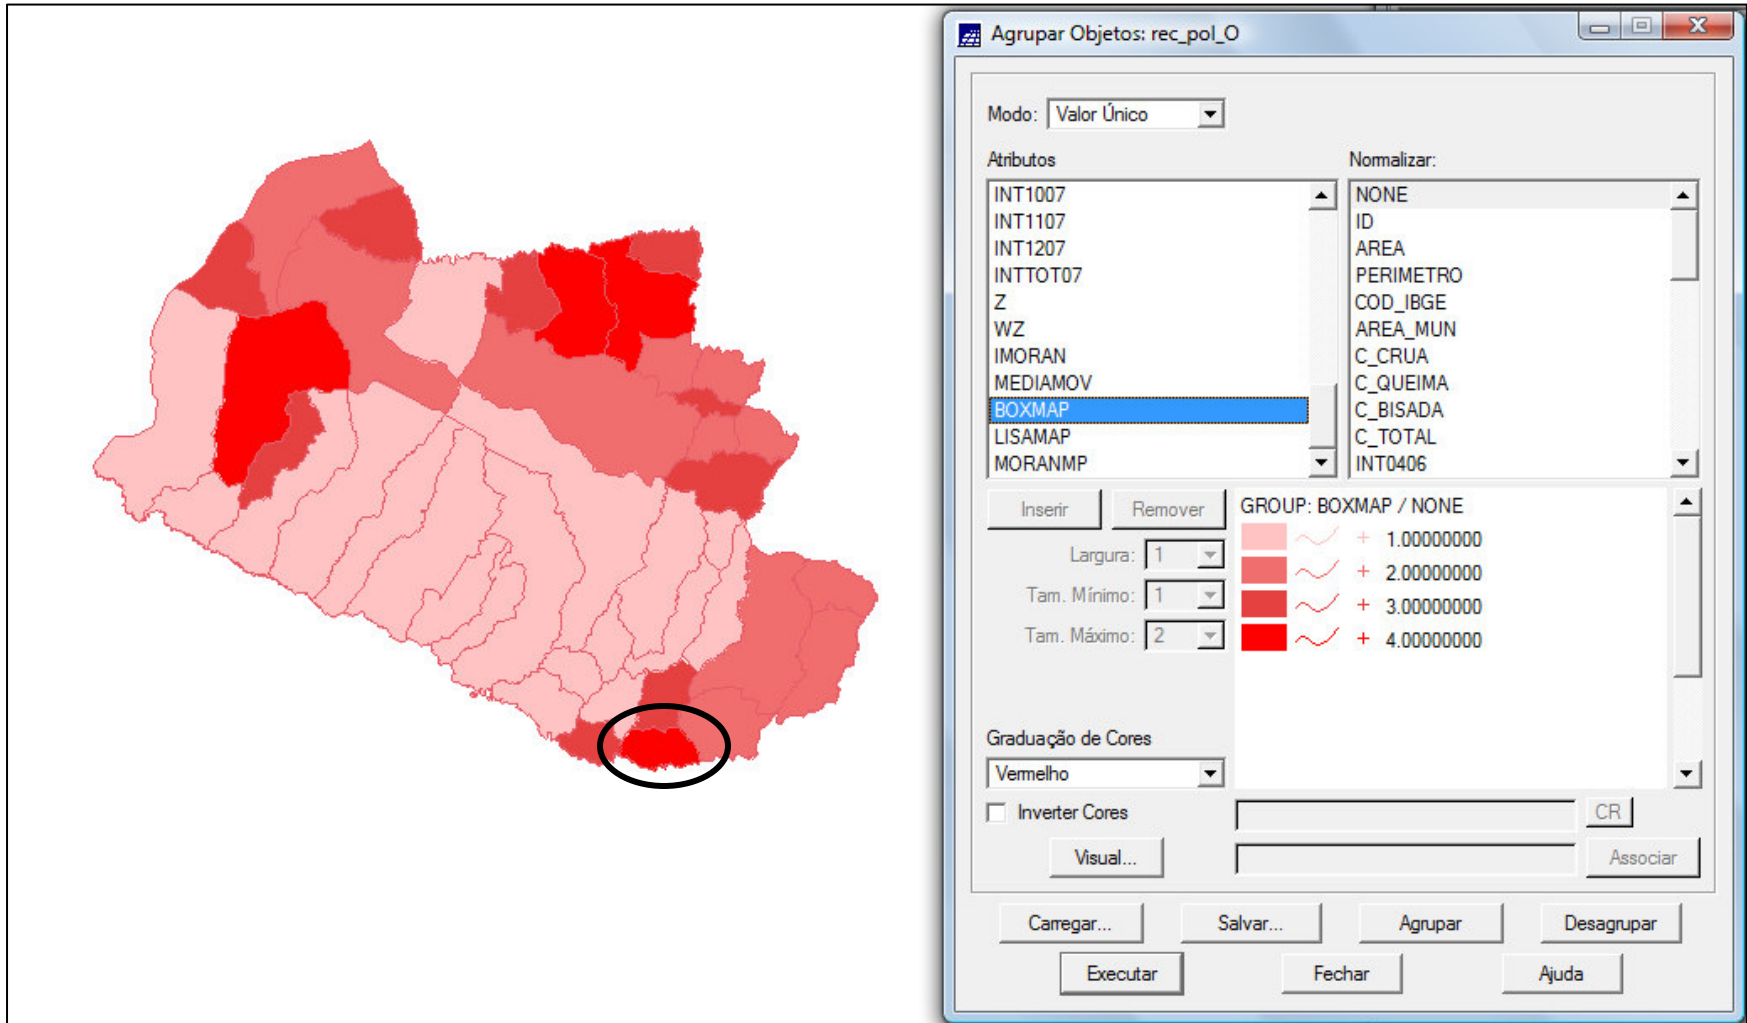 Agrupar Objetos: rec_pol_O
Modo: Valor Único
Atributos
Normalizar:
INT1007
INT1107
INT1207
INTTOT07
Z
WZ
IMORAN
MEDIAMOV
BOXMAP
LISAMAP
MORANMP
NONE
ID
AREA
PERIMETRO
COD_IBGE
AREA_MUN
C_CRUA
C_QUEIMA
C_BISADA
C_TOTAL
INT0406
Inserir
Remover
Largura: 1
Tam. Mínimo: 1
Tam. Máximo: 2
GROUP: BOXMAP / NONE
1.00000000
2.00000000
3.00000000
4.00000000
Graduação de Cores
Vermelho
Inverter Cores
CR
Visual...
Associar
Carregar...
Salvar...
Agrupar
Desagrupar
Executar
Fechar
Ajuda